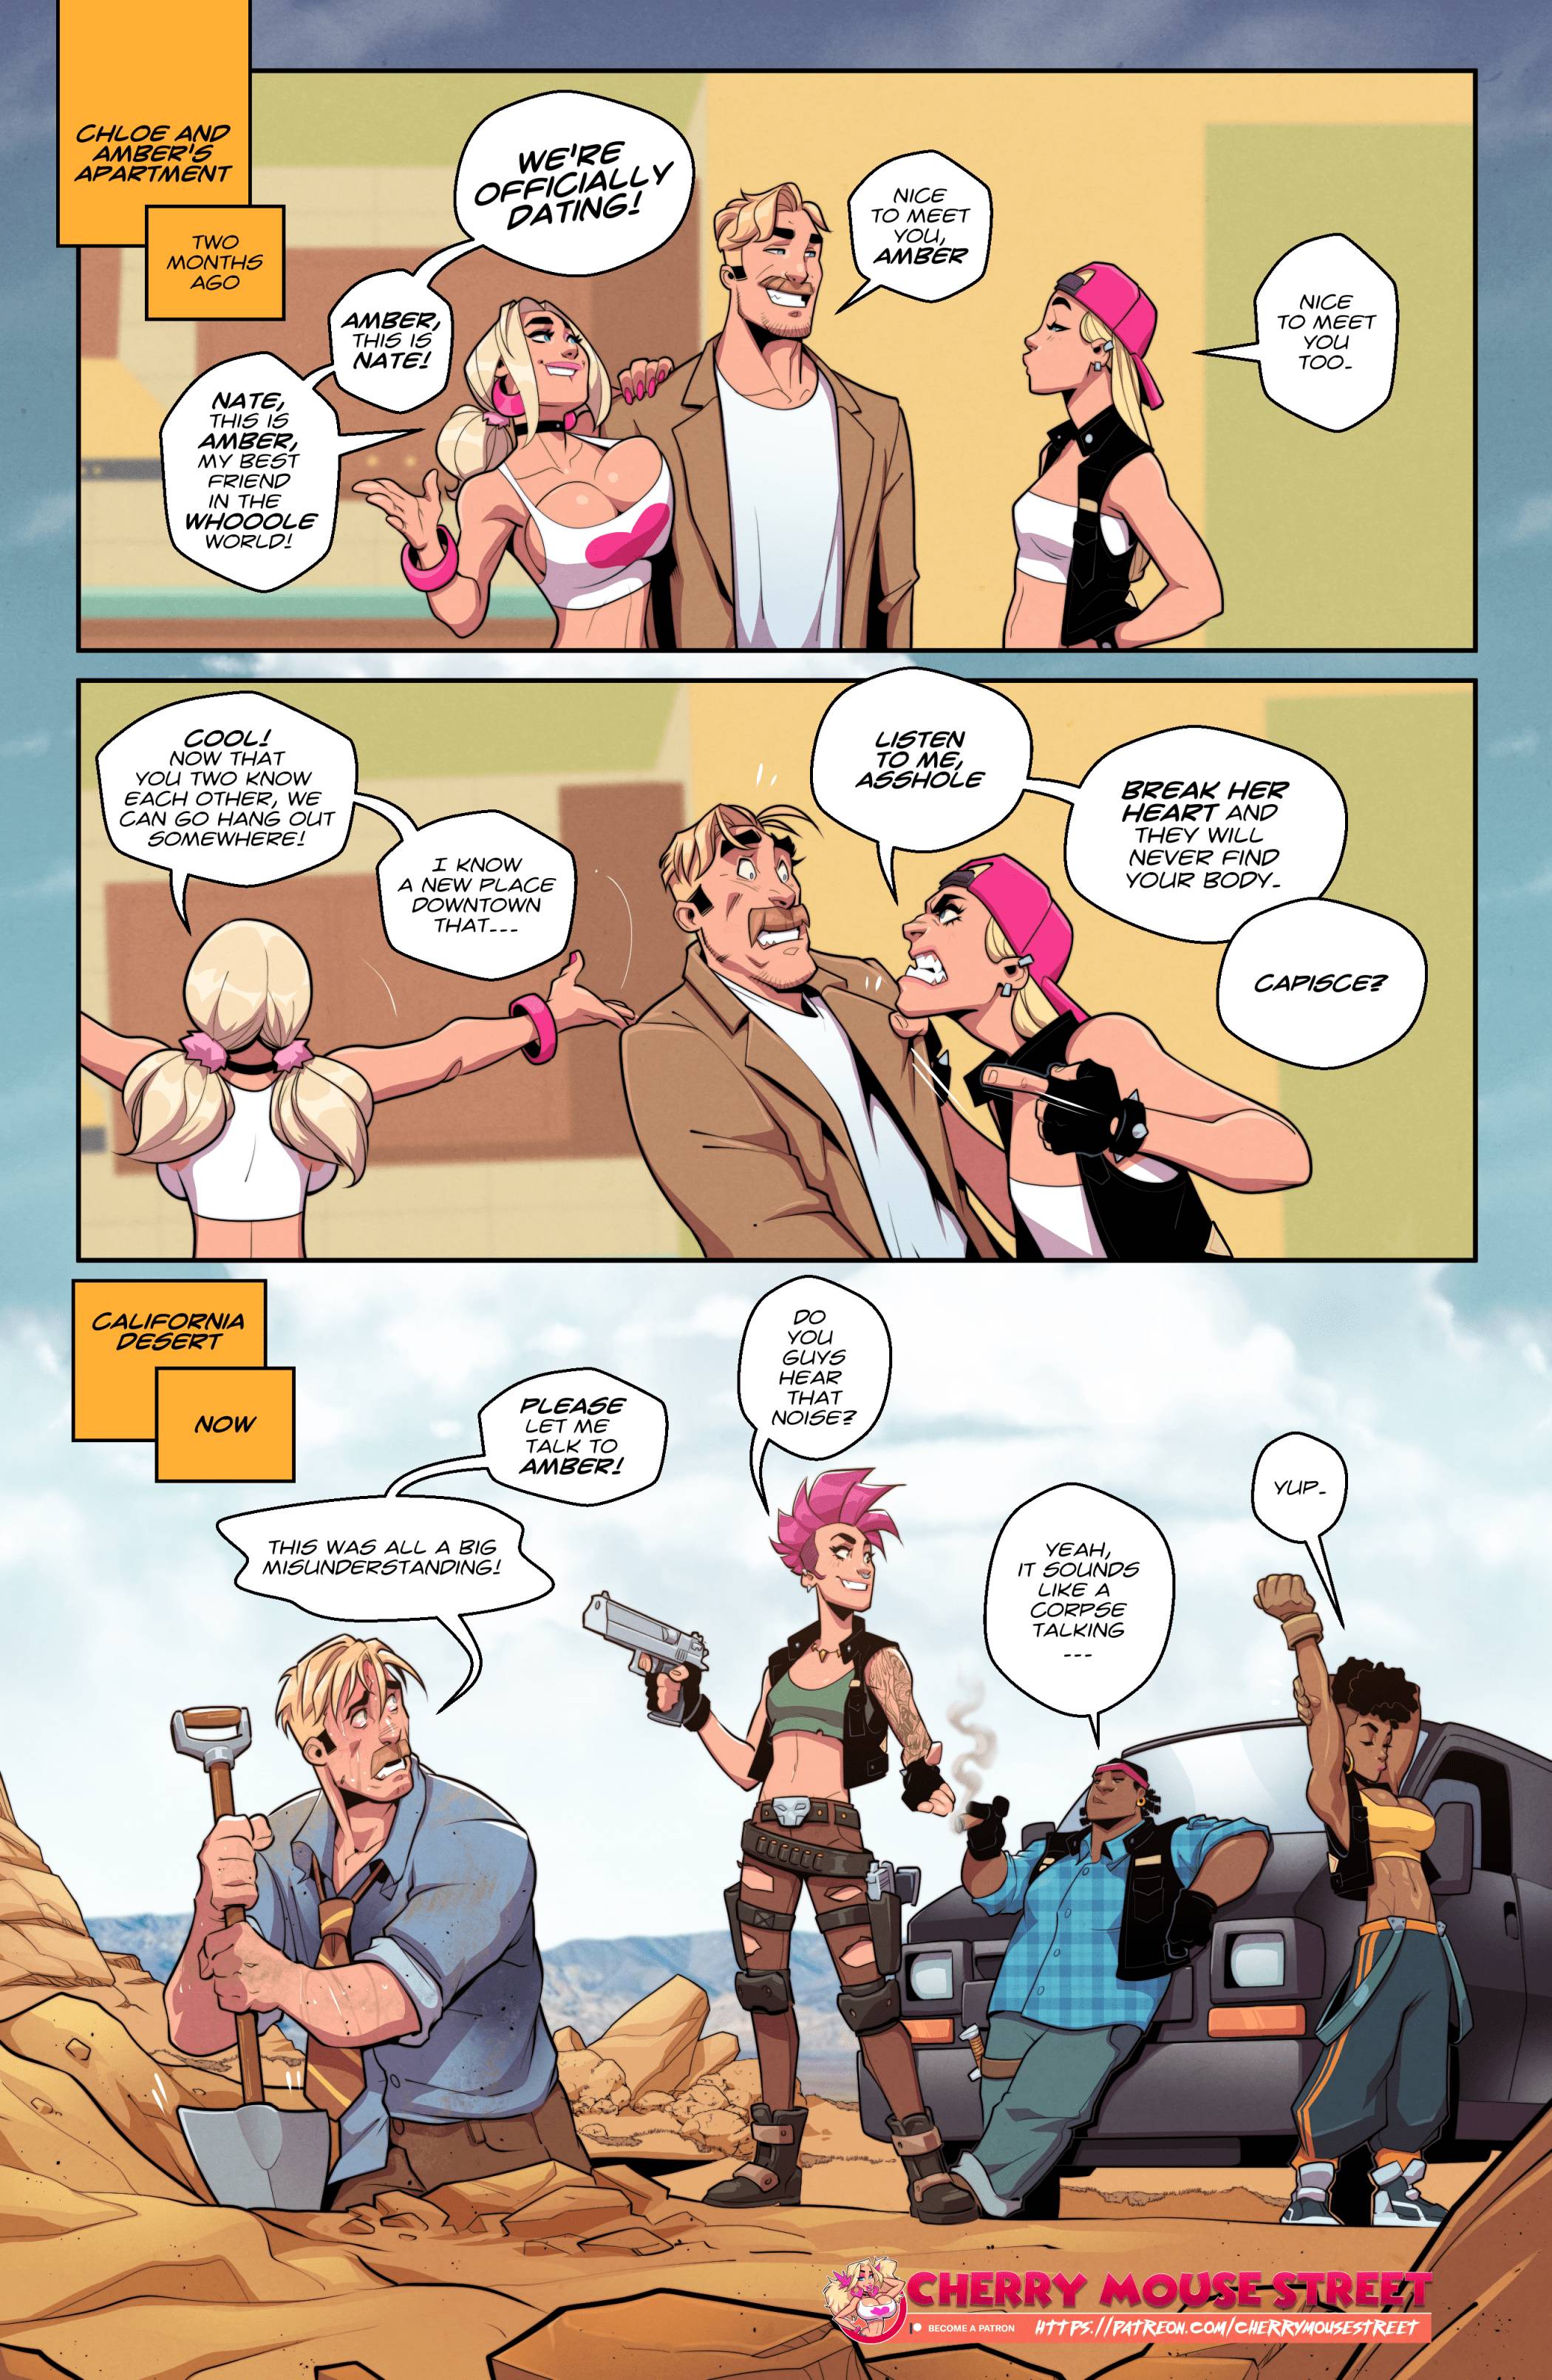 CHLOE AND
AMBER'S
APARTMENT
TWO
MONTHS
AGO
NATE,
THIS IS
AMBER,
MY BEST
FRIEND
IN THE
WHOOOLE
WORLD!
AMBER,
THIS IS
NATE!
WE'RE
OFFICIALLY
DATING!
NICE
TO MEET
YOU,
AMBER
NICE
TO MEET
YOU
TOO.
COOL!
NOW THAT
YOU TWO KNOW
EACH OTHER, WE
CAN GO HANG OUT
SOMEWHERE!
I KNOW
A NEW PLACE
DOWNTOWN
THAT...
LISTEN
TO ME,
ASSHOLE
BREAK HER
HEART AND
THEY WILL
NEVER FIND
YOUR BODY.
CAPISCE?
CALIFORNIA
DESERT
NOW
THIS WAS ALL A BIG
MISUNDERSTANDING!
PLEASE
LET ME
TALK TO
AMBER!
DO
YOU
GUYS
HEAR
THAT
NOISE?
YEAH,
IT SOUNDS
LIKE A
CORPSE
TALKING
...
YUP.
CHERRY MOUSE STREET
BECOME A PATRON HTTPS://PATREON.COM/CHERRYMOUSESTREET